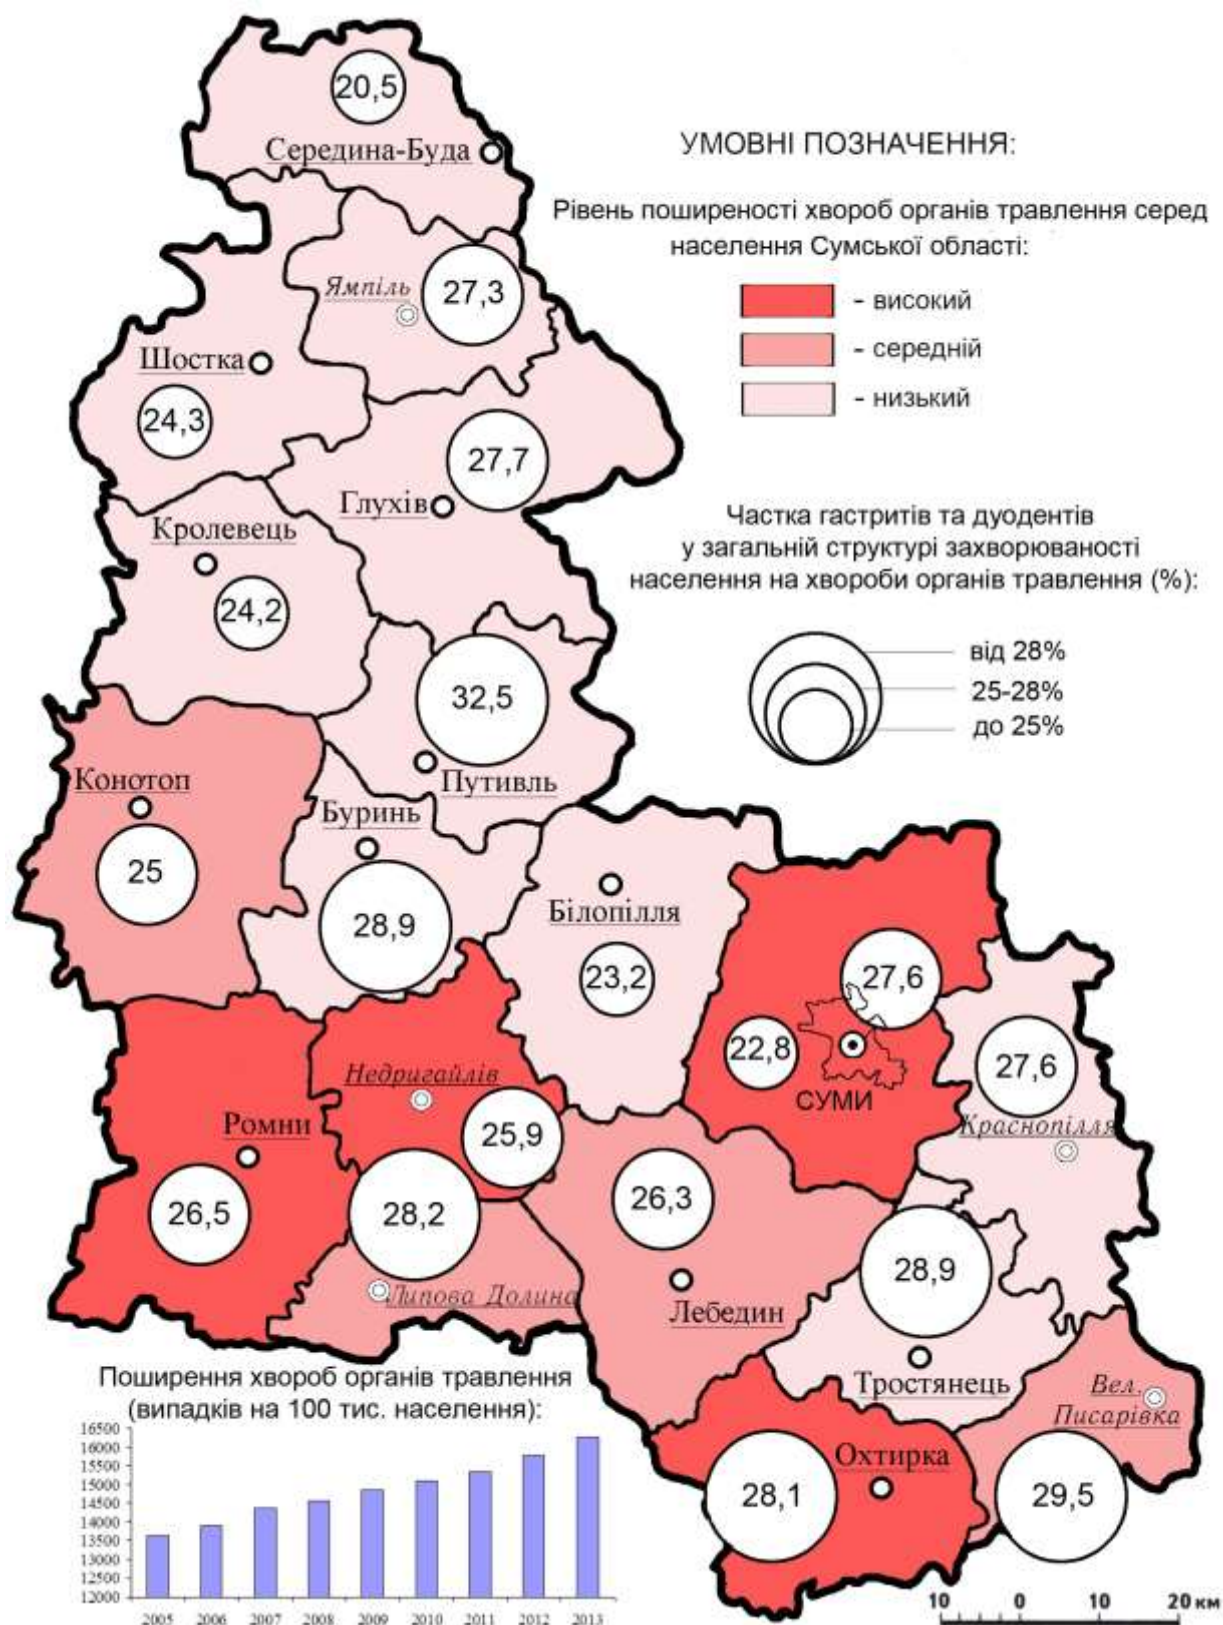 20,5
Середина-Буда
УМОВНІ ПОЗНАЧЕННЯ:
Рівень поширеності хвороб органів травлення серед
населення Сумської області:
- високий
- середній
- низький
Ямпіль
27,3
Шостка
24,3
27,7
Глухів
Кролевець
24,2
Частка гастритів та дуодентів
у загальній структурі захворюваності
населення на хвороби органів травлення (%):
від 28%
25-28%
до 25%
32,5
Путивль
Конотоп
25
Буринь
28,9
Білопілля
23,2
27,6
22,8
СУМИ
27,6
Краснопілля
Недригайлів
25,9
Ромни
26,5
28,2
Липова Долина
26,3
Лебедин
28,9
Тростянець
Вел.
Писарівка
29,5
Охтирка
28,1
Поширення хвороб органів травлення
(випадків на 100 тис. населення):
16500
16000
15500
15000
14500
14000
13500
13000
12500
12000
2005 2006 2007 2008 2009 2010 2011 2012 2013
10 0 10 20 км